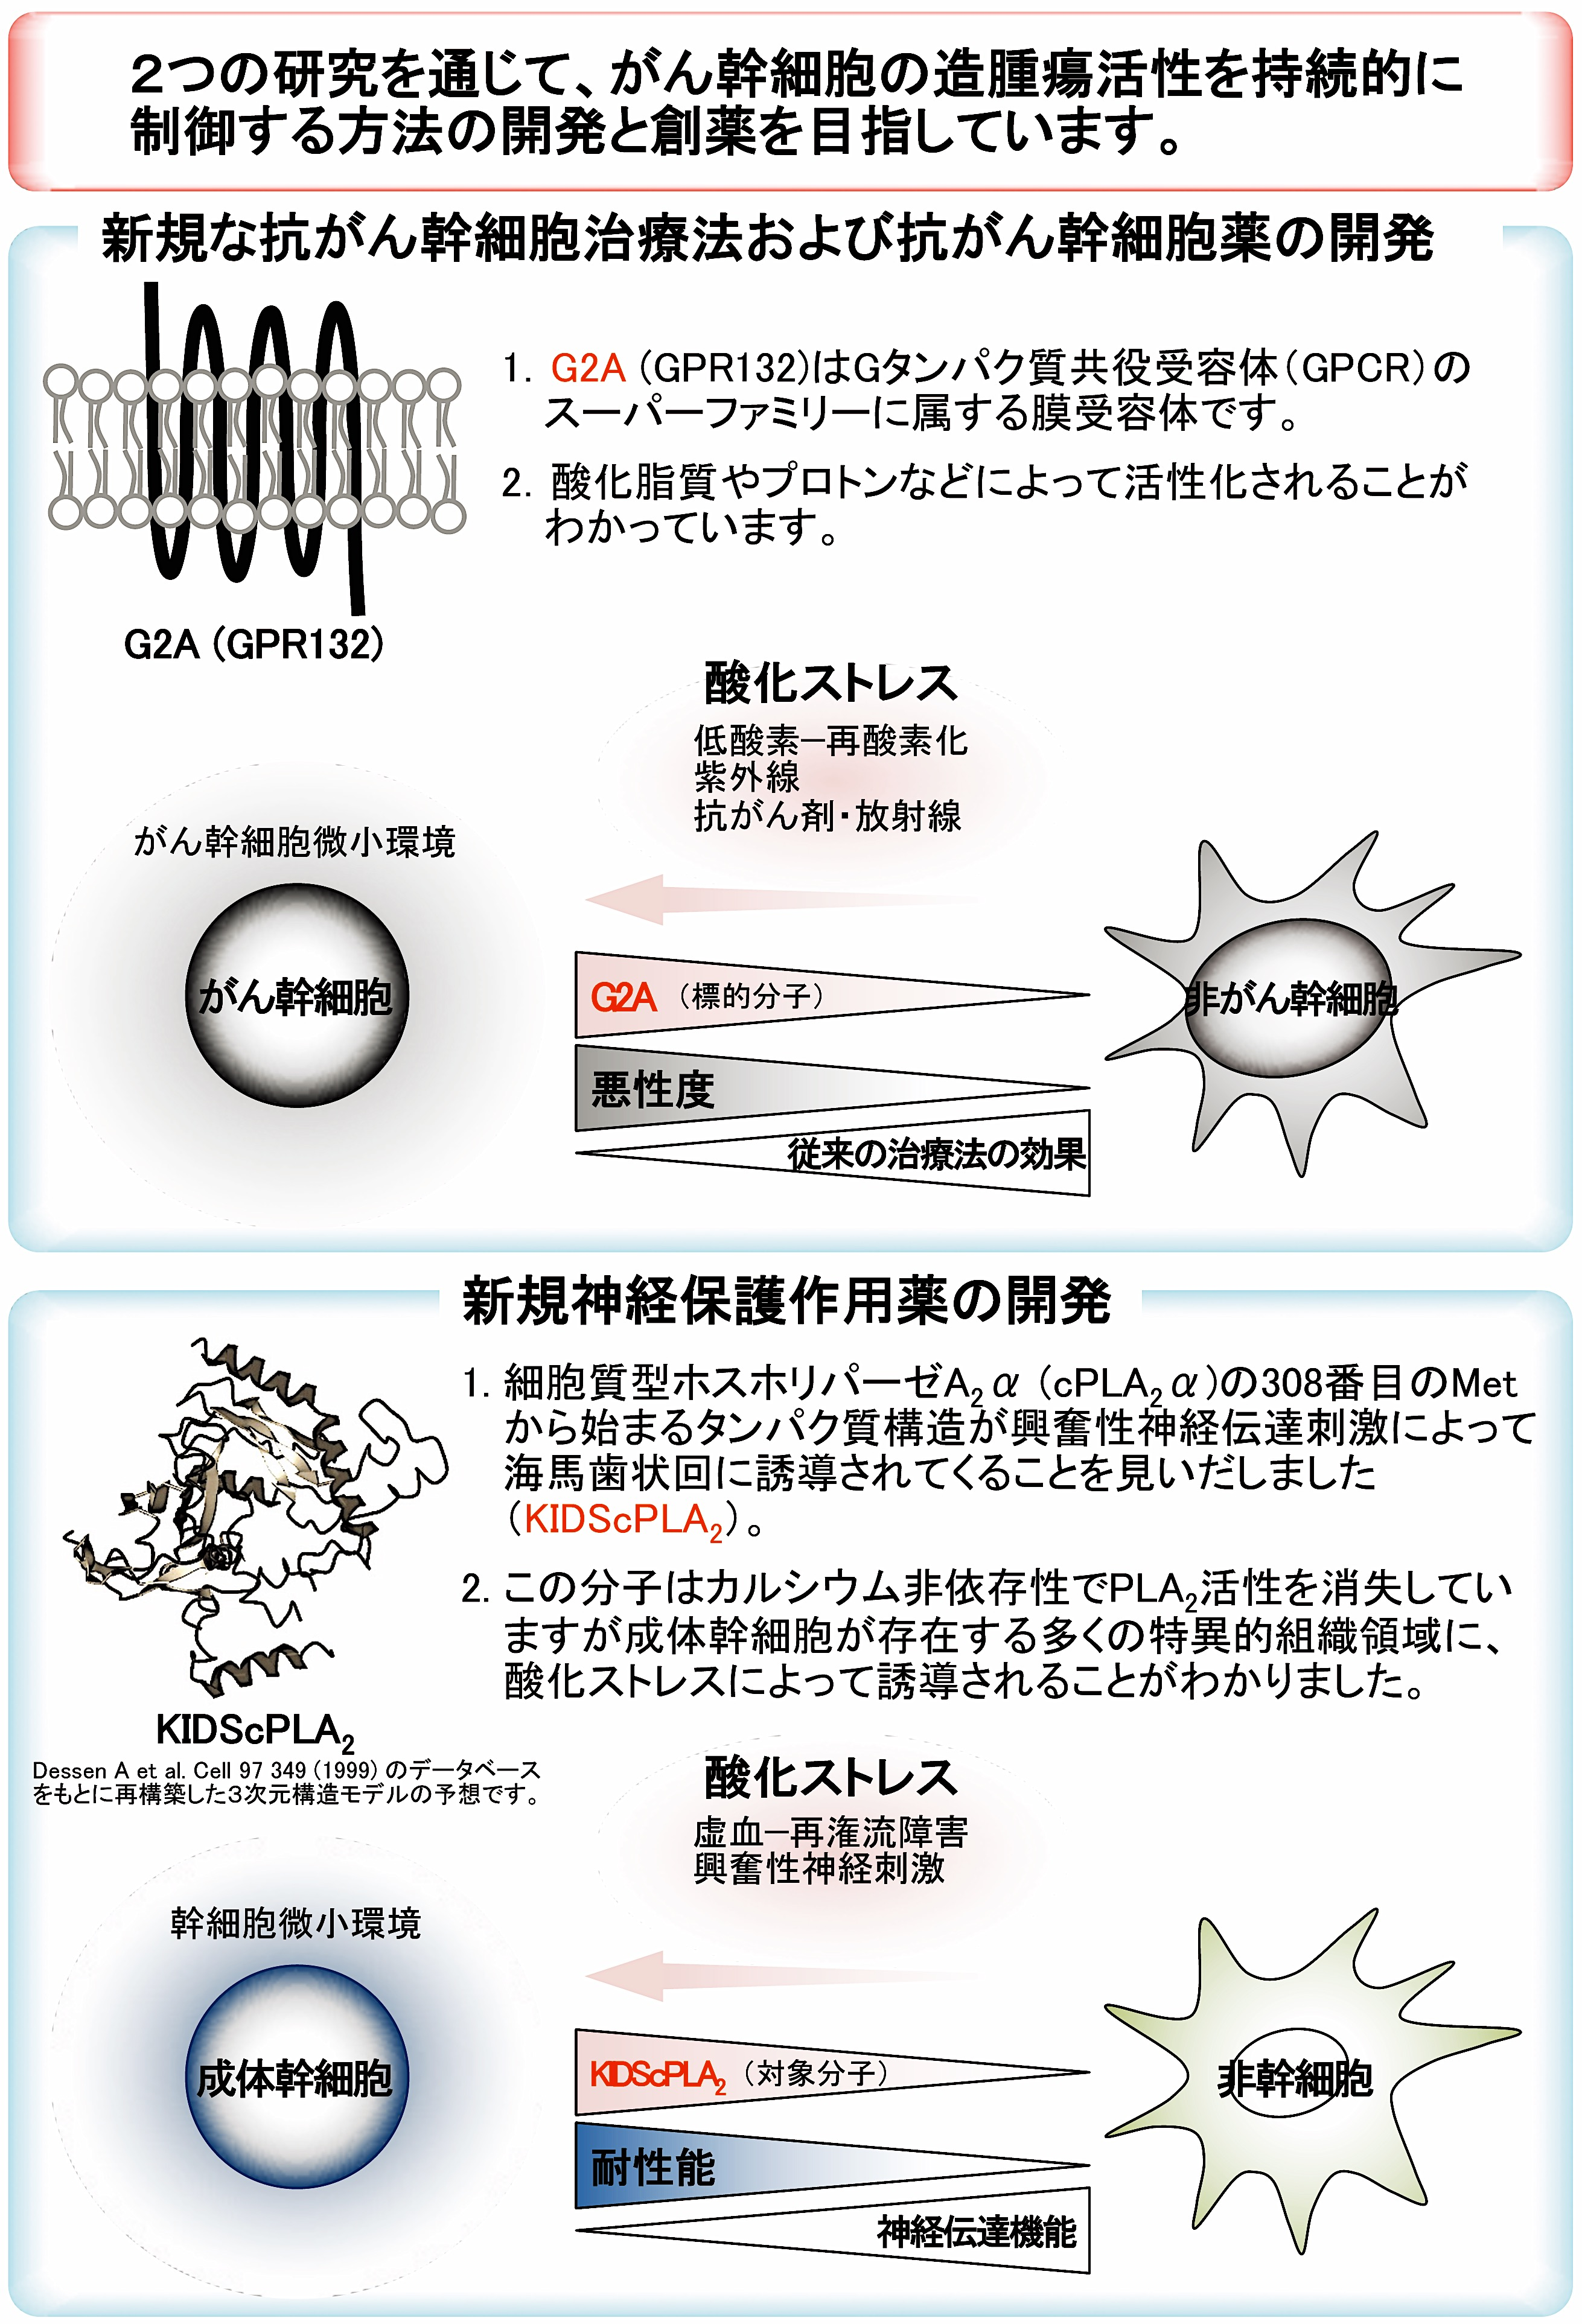 2つの研究を通じて、がん幹細胞の造腫瘍活性を持続的に
制御する方法の開発と創薬を目指しています。
新規な抗がん幹細胞治療法および抗がん幹細胞薬の開発
1. G2A (GPR132)はGタンパク質共役受容体(GPCR)の
スーパーファミリーに属する膜受容体です。
2. 酸化脂質やプロトンなどによって活性化されることが
わかっています。
G2A (GPR132)
酸化ストレス
低酸素－再酸素化
紫外線
抗がん剤・放射線
がん幹細胞微小環境
がん幹細胞
G2A (標的分子)
非がん幹細胞
悪性度
従来の治療法の効果
新規神経保護作用薬の開発
1. 細胞質型ホスホリパーゼA₂α (cPLA₂α)の308番目のMet
から始まるタンパク質構造が興奮性神経伝達刺激によって
海馬歯状回に誘導されてくることを見いだしました
(KIDScPLA₂)。
2. この分子はカルシウム非依存性でPLA₂活性を消失してい
ますが成体幹細胞が存在する多くの特異的組織領域に、
酸化ストレスによって誘導されることがわかりました。
KIDScPLA₂
Dessen A et al. Cell 97 349 (1999) のデータベース
をもとに再構築した3次元構造モデルの予想です。
酸化ストレス
虚血－再潅流障害
興奮性神経刺激
幹細胞微小環境
成体幹細胞
KIDScPLA₂ (対象分子)
非幹細胞
耐性能
神経伝達機能